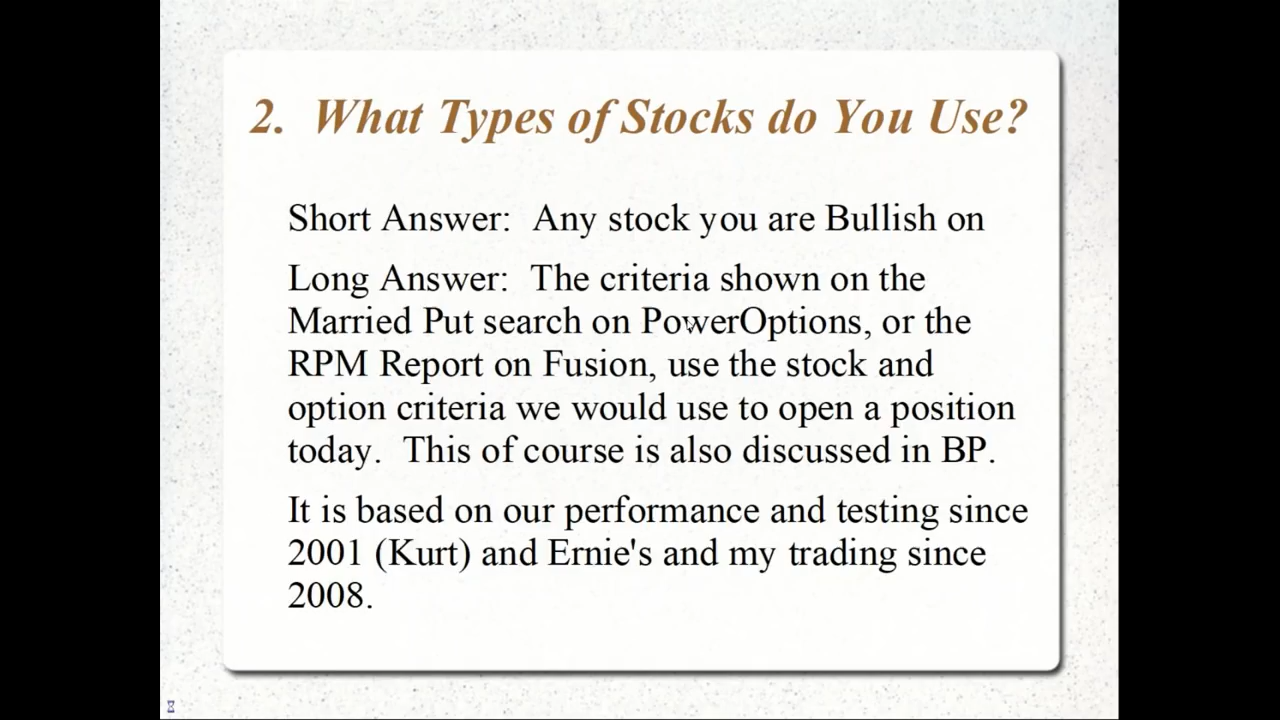 2. What Types of Stocks do You Use?
Short Answer: Any stock you are Bullish on
Long Answer: The criteria shown on the
Married Put search on PowerOptions, or the
RPM Report on Fusion, use the stock and
option criteria we would use to open a position
today. This of course is also discussed in BP.
It is based on our performance and testing since
2001 (Kurt) and Ernie's and my trading since
2008.